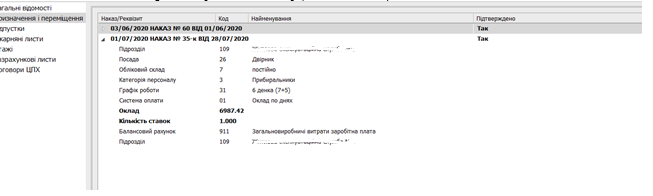 агальні відомості
ризначення і переміщення
дпустки
карняні листи
тажі
озрахункові листи
оговори ЦПХ
Наказ/Реквізит Код Найменування Підтверджено
03/06/2020 НАКАЗ № 60 ВІД 01/06/2020 Так
01/07/2020 НАКАЗ № 35-к ВІД 28/07/2020 Так
Підрозділ 109
Посада 26 Двірник
Обліковий склад 7 постійно
Категорія персоналу 3 Прибиральники
Графік роботи 31 6 денка (7+5)
Система оплати 01 Оклад по днях
Оклад 6987.42
Кількість ставок 1.000
Балансовий рахунок 911 Загальновиробничі витрати заробітна плата
Підрозділ 109